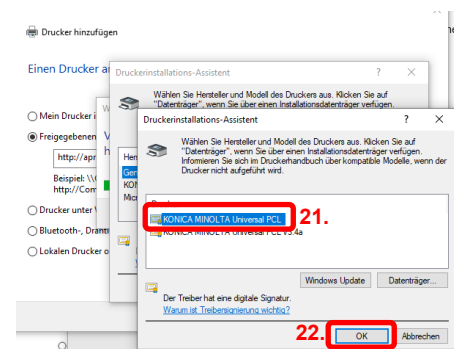 Drucker hinzufügen
Einen Drucker
Mein Drucker
Freigegebenen
http://apr
Beispiel: \\
http://Com
Drucker unter
Bluetooth-,
Lokalen Drucker
Druckerinstallations-Assistent ? ×
Wählen Sie Hersteller und Modell des Druckers aus. Klicken Sie auf
"Datenträger", wenn Sie über einen Installationsdatenträger verfügen.
Druckerinstallations-Assistent ? ×
Wählen Sie Hersteller und Modell des Druckers aus. Klicken Sie auf
"Datenträger", wenn Sie über einen Installationsdatenträger verfügen.
Informieren Sie sich im Druckerhandbuch über kompatible Modelle, wenn der
Drucker nicht aufgeführt wird.
KONICA MINOLTA Universal PCL 21.
KONICA MINOLTA Universal PCL v3.4a
Windows Update Datenträger...
Der Treiber hat eine digitale Signatur.
Warum ist Treibersignierung wichtig?
22. OK Abbrechen